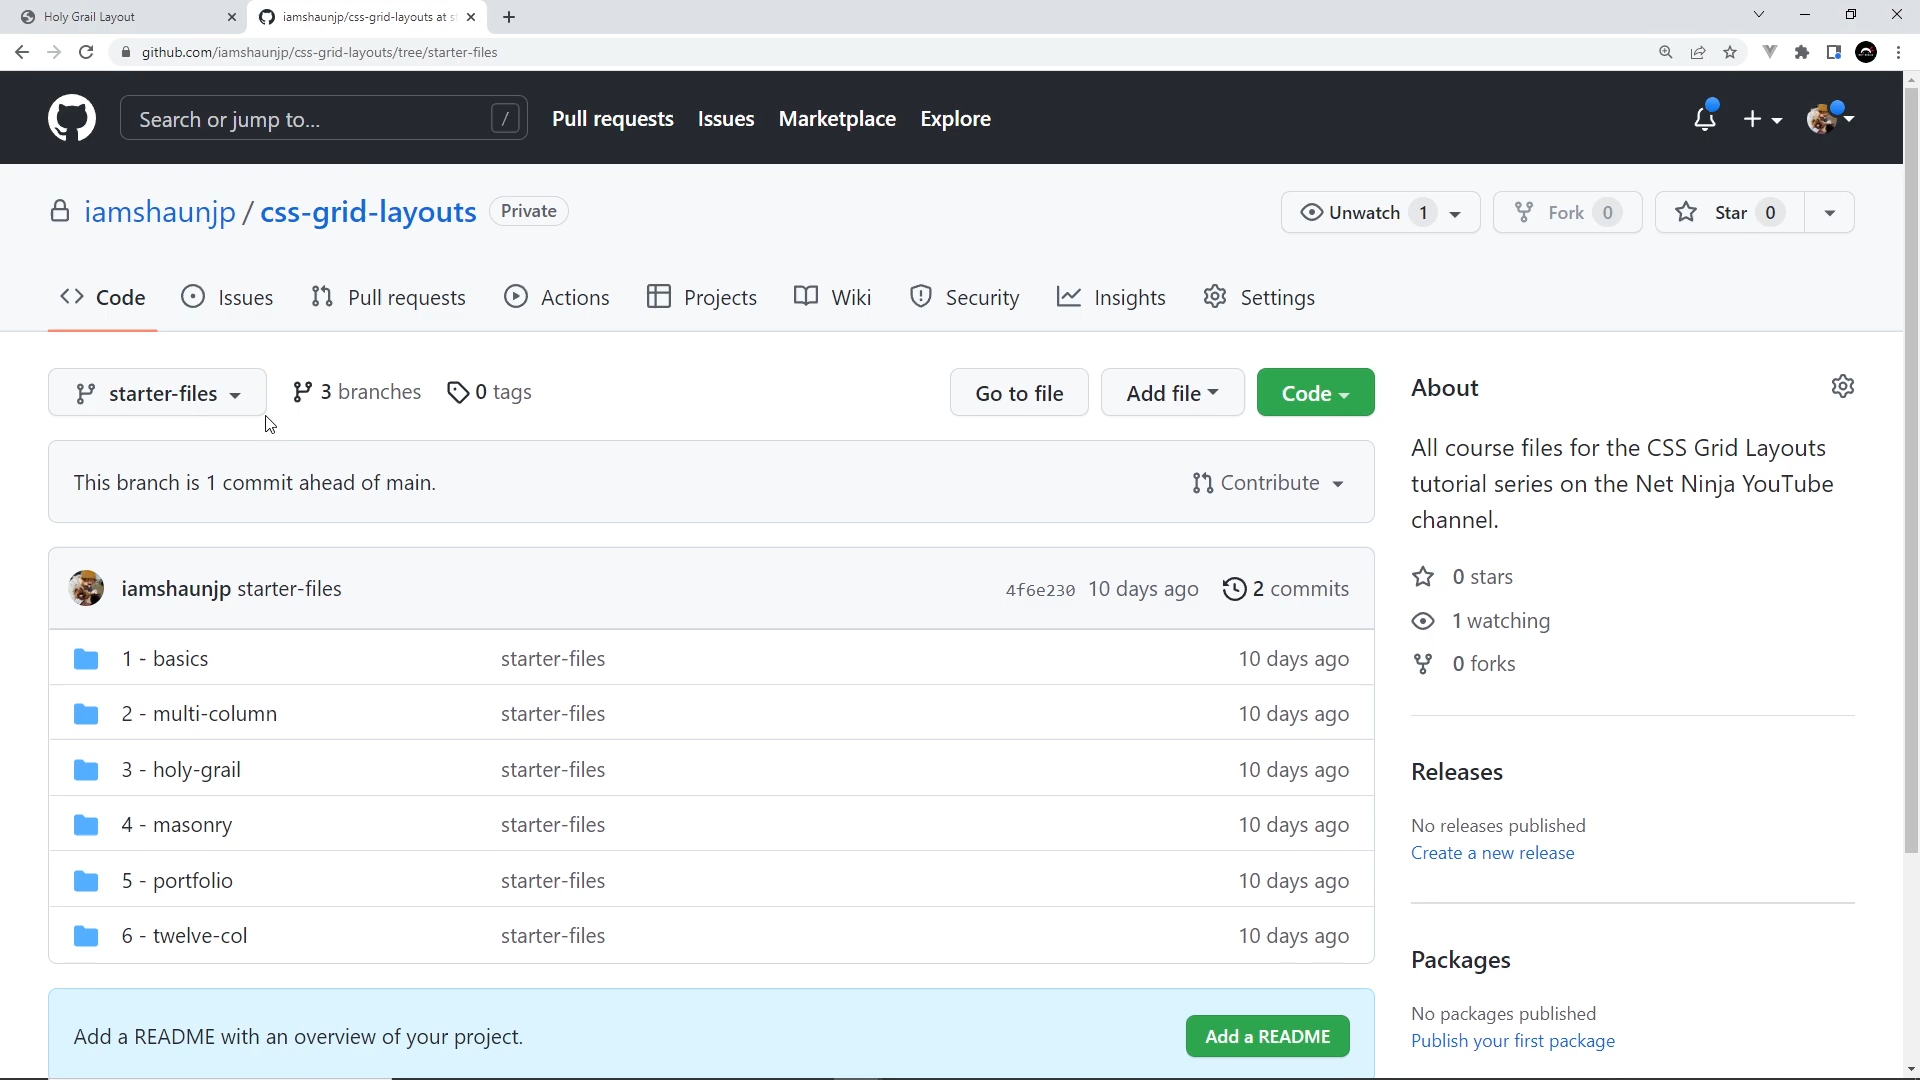 Holy Grail Layout
iamshaunjp/css-grid-layouts at st
github.com/iamshaunjp/css-grid-layouts/tree/starter-files
Search or jump to...
/
Pull requests
Issues
Marketplace
Explore
iamshaunjp / css-grid-layouts
Private
Unwatch 1
Fork 0
Star 0
Code
Issues
Pull requests
Actions
Projects
Wiki
Security
Insights
Settings
starter-files
3 branches
0 tags
Go to file
Add file
Code
This branch is 1 commit ahead of main.
Contribute
iamshaunjp starter-files
4f6e230 10 days ago
2 commits
1 - basics starter-files 10 days ago
2 - multi-column starter-files 10 days ago
3 - holy-grail starter-files 10 days ago
4 - masonry starter-files 10 days ago
5 - portfolio starter-files 10 days ago
6 - twelve-col starter-files 10 days ago
Add a README with an overview of your project.
Add a README
About
All course files for the CSS Grid Layouts
tutorial series on the Net Ninja YouTube
channel.
0 stars
1 watching
0 forks
Releases
No releases published
Create a new release
Packages
No packages published
Publish your first package